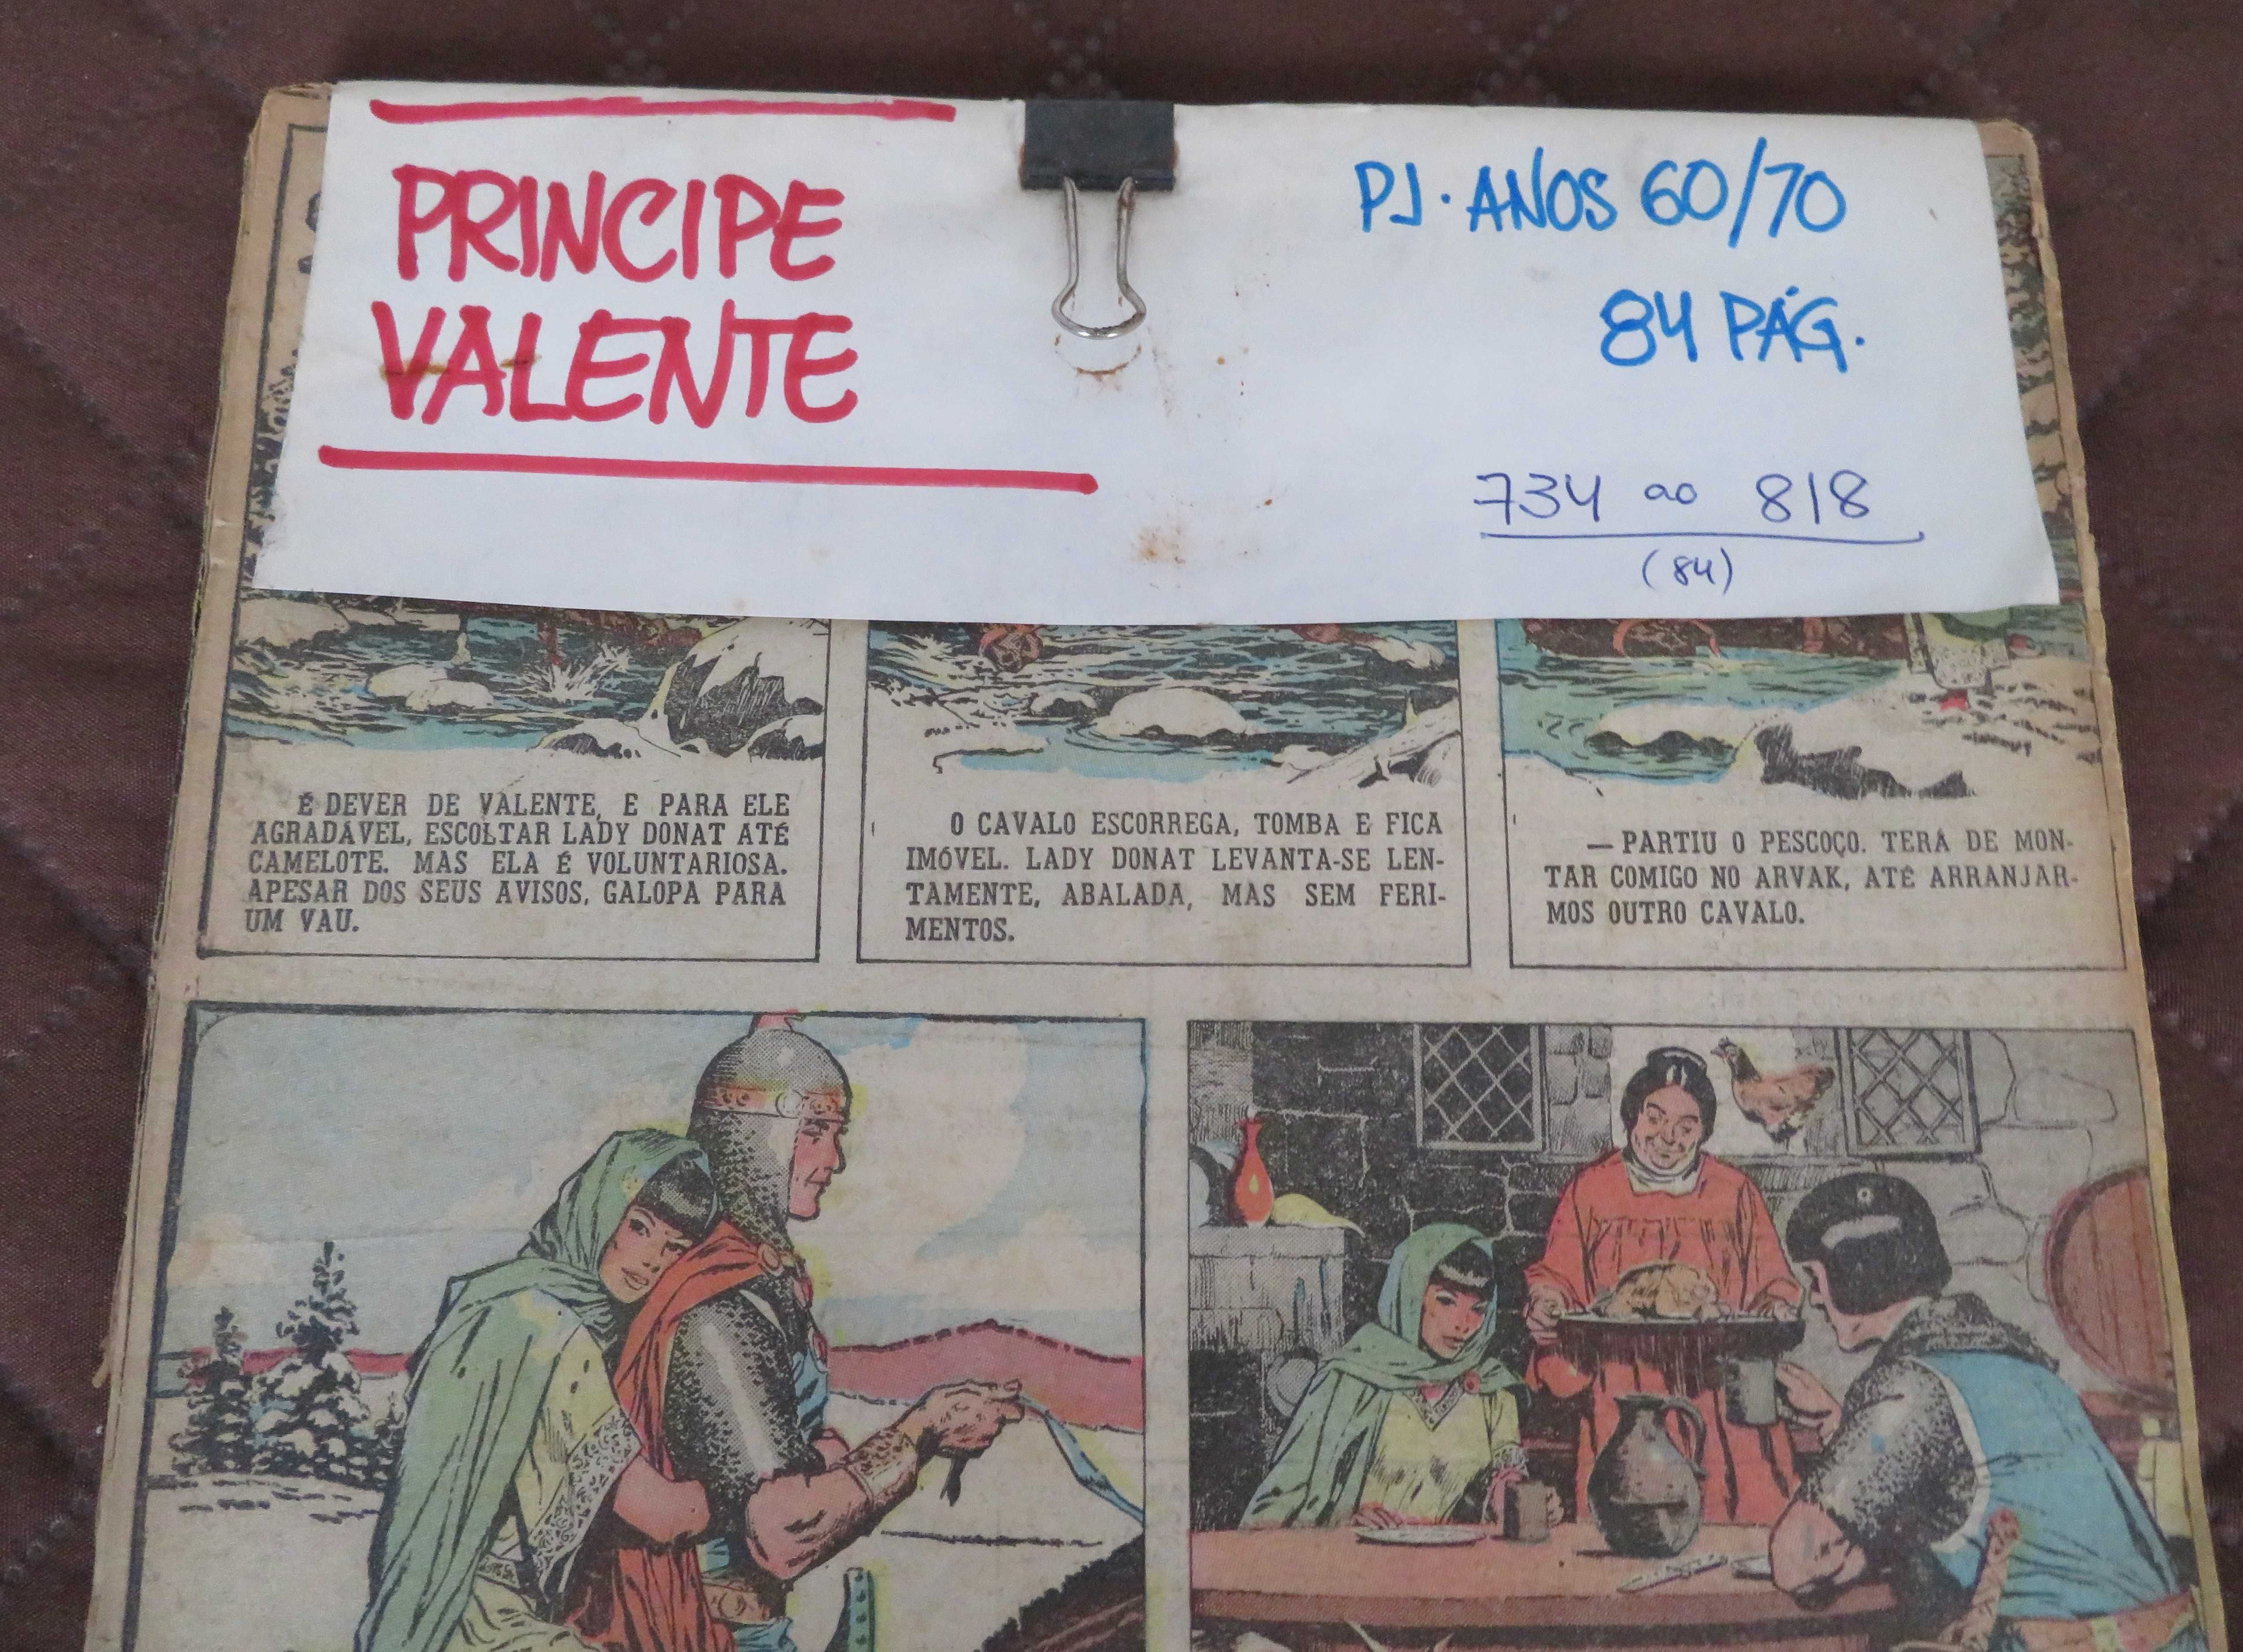 PRINCIPE
VALENTE
PJ. ANOS 60/70
84 PÁG.
734 ao 818
(84)
É DEVER DE VALENTE, E PARA ELE
AGRADÁVEL, ESCOLTAR LADY DONAT ATÉ
CAMELOTE. MAS ELA É VOLUNTARIOSA.
APESAR DOS SEUS AVISOS, GALOPA PARA
UM VAU.
O CAVALO ESCORREGA, TOMBA E FICA
IMÓVEL. LADY DONAT LEVANTA-SE LEN-
TAMENTE, ABALADA, MAS SEM FERI-
MENTOS.
— PARTIU O PESCOÇO. TERÁ DE MON-
TAR COMIGO NO ARVAK, ATÉ ARRANJAR-
MOS OUTRO CAVALO.